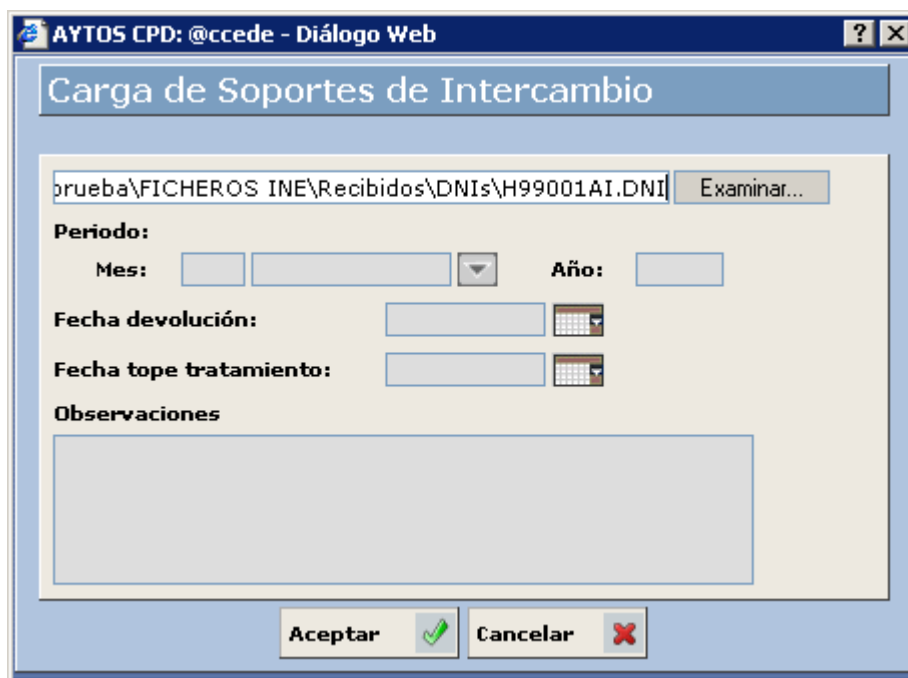 AYTOS CPD: @ccede - Diálogo Web
Carga de Soportes de Intercambio
prueba\FICHEROS INE\Recibidos\DNIs\H99001AI.DNI Examinar...
Periodo:
Mes: Año:
Fecha devolución:
Fecha tope tratamiento:
Observaciones
Aceptar Cancelar